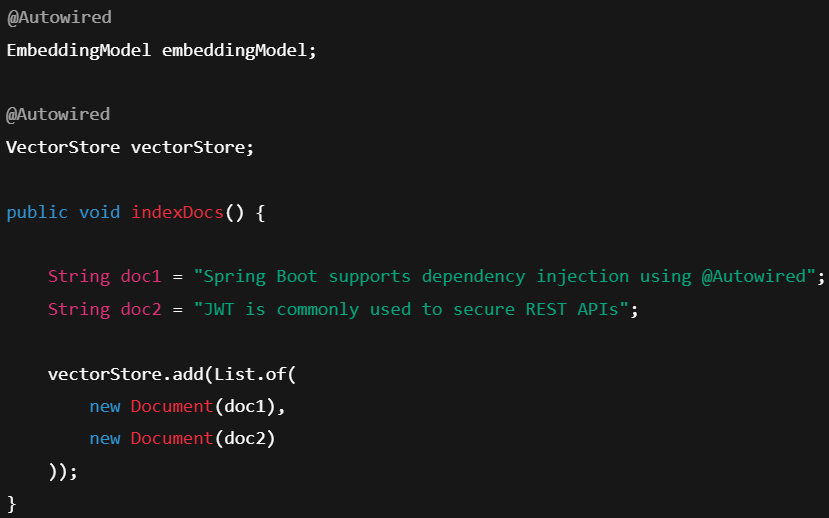 @Autowired
EmbeddingModel embeddingModel;
@Autowired
VectorStore vectorStore;
public void indexDocs() {
String doc1 = "Spring Boot supports dependency injection using @Autowired";
String doc2 = "JWT is commonly used to secure REST APIs";
vectorStore.add(List.of(
new Document(doc1),
new Document(doc2)
));
}